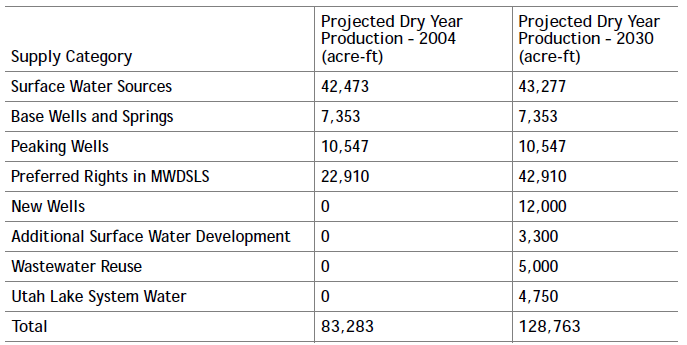 Supply Category Projected Dry Year Production - 2004 (acre-ft) Projected Dry Year Production - 2030 (acre-ft)
Surface Water Sources 42,473 43,277
Base Wells and Springs 7,353 7,353
Peaking Wells 10,547 10,547
Preferred Rights in MWDSLS 22,910 42,910
New Wells 0 12,000
Additional Surface Water Development 0 3,300
Wastewater Reuse 0 5,000
Utah Lake System Water 0 4,750
Total 83,283 128,763